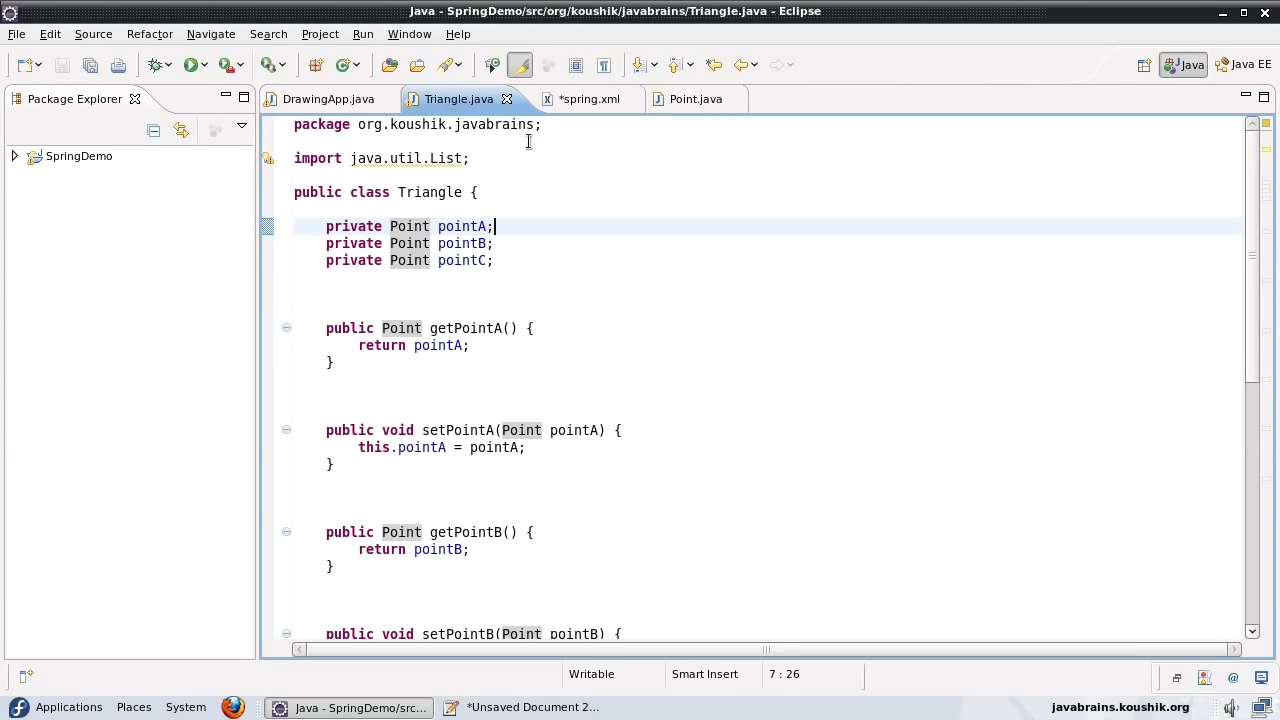 Java - SpringDemo/src/org/koushik/javabrains/Triangle.java - Eclipse
File Edit Source Refactor Navigate Search Project Run Window Help
Java Java EE
Package Explorer
DrawingApp.java Triangle.java *spring.xml Point.java
SpringDemo
package org.koushik.javabrains;
import java.util.List;
public class Triangle {
private Point pointA;
private Point pointB;
private Point pointC;
public Point getPointA() {
return pointA;
}
public void setPointA(Point pointA) {
this.pointA = pointA;
}
public Point getPointB() {
return pointB;
}
public void setPointB(Point pointB) {
Writable Smart Insert 7 : 26
Applications Places System Java - SpringDemo/src... *Unsaved Document 2... javabrains.koushik.org